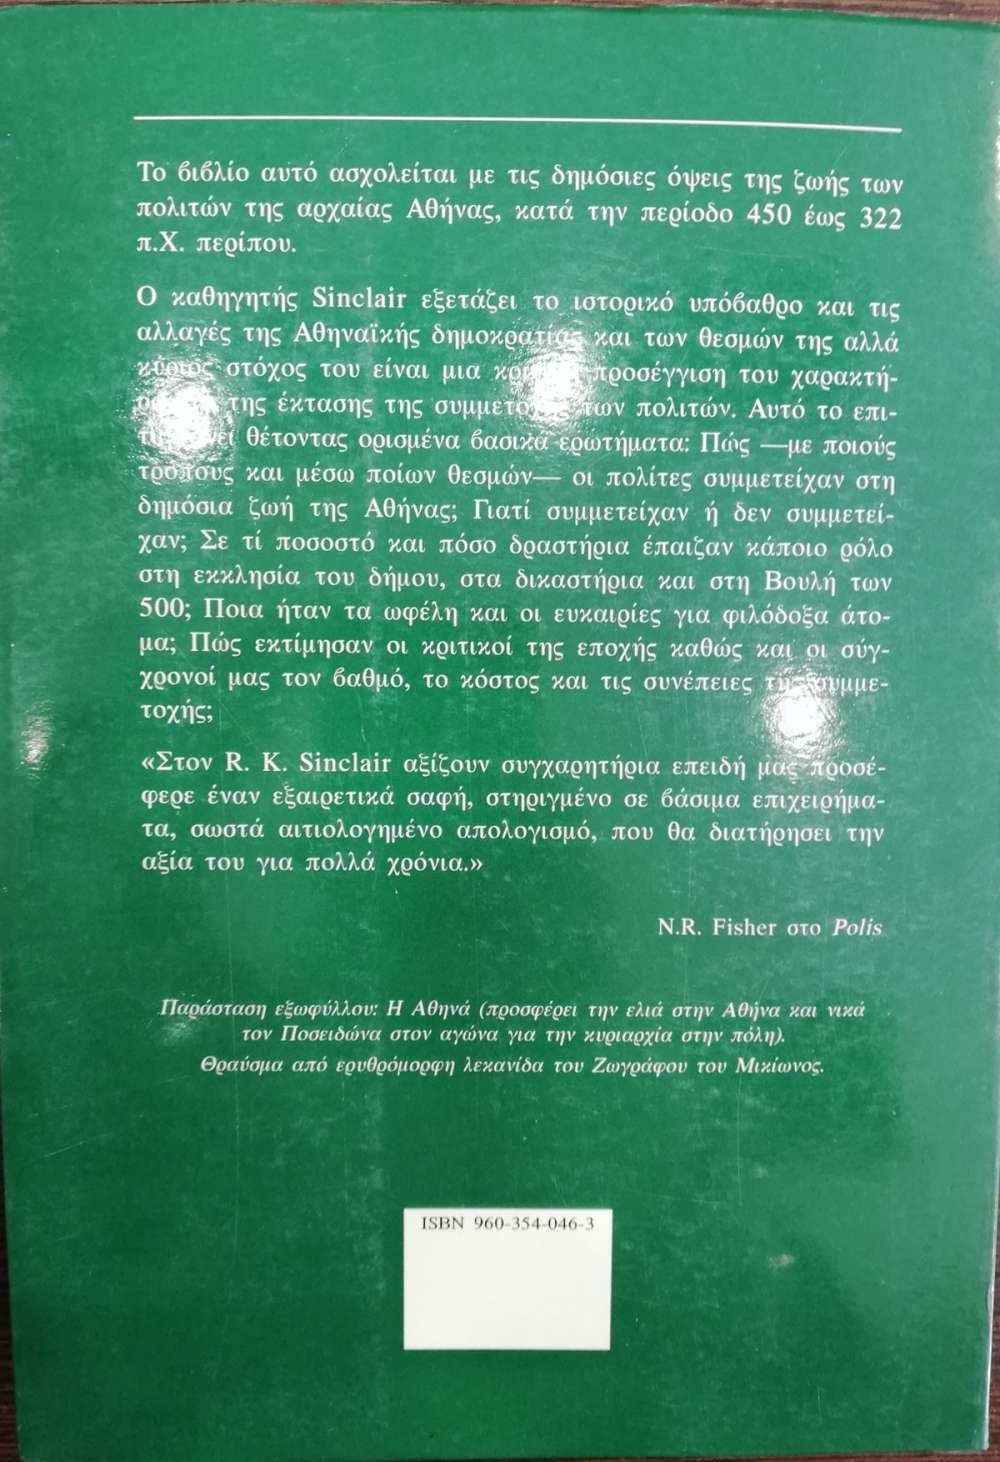 Το βιβλίο αυτό ασχολείται με τις δημόσιες όψεις της ζωής των
πολιτών της αρχαίας Αθήνας, κατά την περίοδο 450 έως 322
π.Χ. περίπου.
Ο καθηγητής Sinclair εξετάζει το ιστορικό υπόβαθρο και τις
αλλαγές της Αθηναϊκής δημοκρατίας και των θεσμών της αλλά
κύριος στόχος του είναι μια προσέγγιση του χαρακτή-
της έκτασης της συμμετοχής των πολιτών. Αυτό το επι-
θέτοντας ορισμένα βασικά ερωτήματα: Πώς —με ποιούς
τρόπους και μέσω ποίων θεσμών— οι πολίτες συμμετείχαν στη
δημόσια ζωή της Αθήνας; Γιατί συμμετείχαν ή δεν συμμετεί-
χαν; Σε τί ποσοστό και πόσο δραστήρια έπαιζαν κάποιο ρόλο
στη εκκλησία του δήμου, στα δικαστήρια και στη Βουλή των
500; Ποια ήταν τα ωφέλη και οι ευκαιρίες για φιλόδοξα άτο-
μα; Πώς εκτίμησαν οι κριτικοί της εποχής καθώς και οι σύγ-
χρονοί μας τον βαθμό, το κόστος και τις συνέπειες της συμμε-
τοχής;
«Στον R. K. Sinclair αξίζουν συγχαρητήρια επειδή μας προσέ-
φερε έναν εξαιρετικά σαφή, στηριγμένο σε βάσιμα επιχειρήμα-
τα, σωστά αιτιολογημένο απολογισμό, που θα διατήρησει την
αξία του για πολλά χρόνια.»
N.R. Fisher στο Polis
Παράσταση εξωφύλλου: Η Αθηνά (προσφέρει την ελιά στην Αθήνα και νικά
τον Ποσειδώνα στον αγώνα για την κυριαρχία στην πόλη).
Θραύσμα από ερυθρόμορφη λεκανίδα του Ζωγράφου του Μικίωνος.
ISBN 960-354-046-3